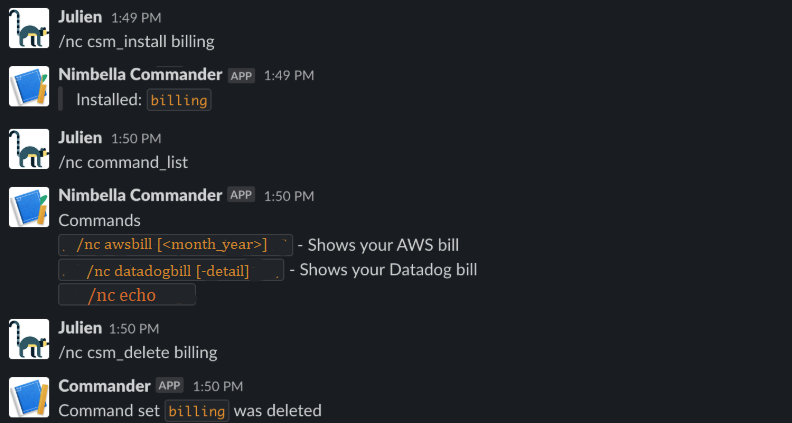 Julien 1:49 PM
/nc csm_install billing
Nimbella Commander APP 1:49 PM
Installed: billing
Julien 1:50 PM
/nc command_list
Nimbella Commander APP 1:50 PM
Commands
/nc awsbill [<month_year>] - Shows your AWS bill
/nc datadogbill [-detail] - Shows your Datadog bill
/nc echo
Julien 1:50 PM
/nc csm_delete billing
Commander APP 1:50 PM
Command set billing was deleted